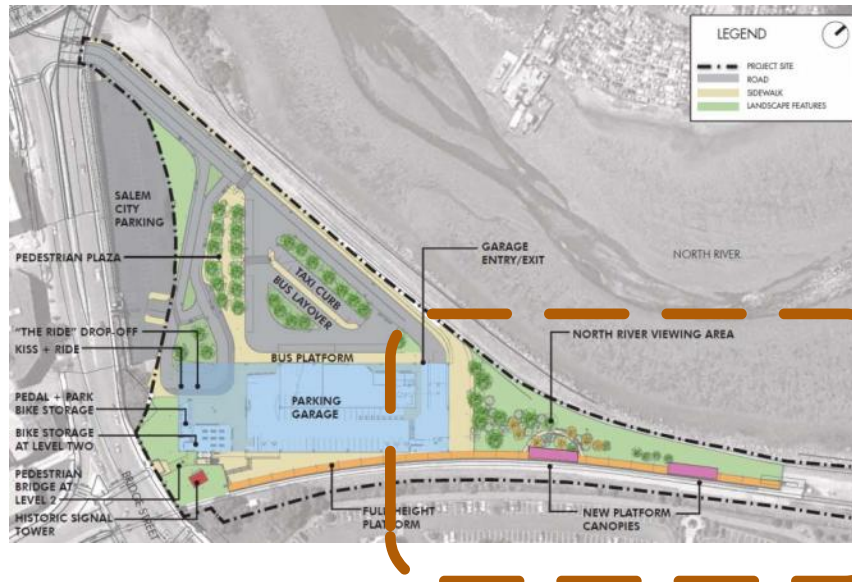 LEGEND
PROJECT SITE
ROAD
SIDEWALK
LANDSCAPE FEATURES
SALEM
CITY
PARKING
PEDESTRIAN PLAZA
GARAGE
ENTRY/EXIT
NORTH RIVER
TAXI CURB
BUS LAYOVER
"THE RIDE" DROP-OFF
KISS + RIDE
BUS PLATFORM
NORTH RIVER VIEWING AREA
PEDAL + PARK
BIKE STORAGE
PARKING
GARAGE
BIKE STORAGE
AT LEVEL TWO
PEDESTRIAN
BRIDGE AT
LEVEL 2
BRIDGE STREET
HISTORIC SIGNAL
TOWER
FULL HEIGHT
PLATFORM
NEW PLATFORM
CANOPIES